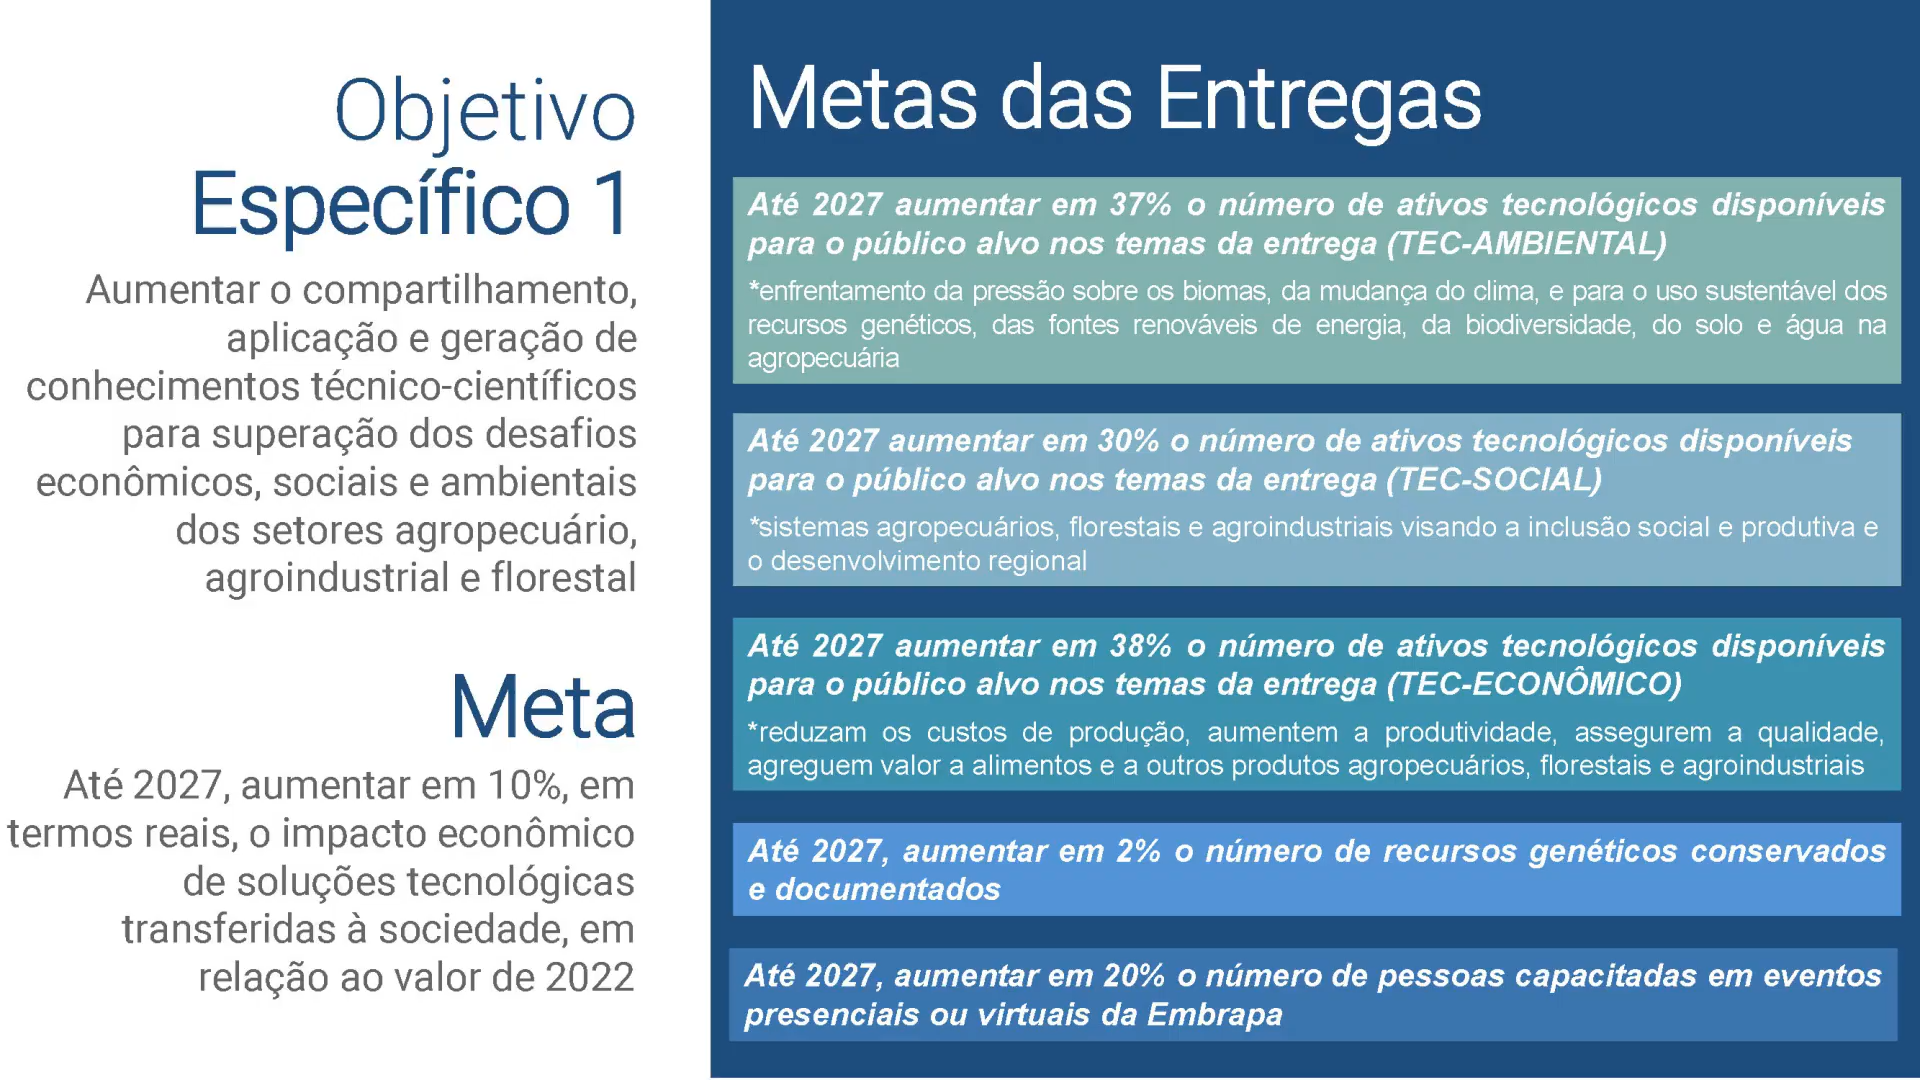 Objetivo
Específico 1
Aumentar o compartilhamento,
aplicação e geração de
conhecimentos técnico-científicos
para superação dos desafios
econômicos, sociais e ambientais
dos setores agropecuário,
agroindustrial e florestal
Meta
Até 2027, aumentar em 10%, em
termos reais, o impacto econômico
de soluções tecnológicas
transferidas à sociedade, em
relação ao valor de 2022
Metas das Entregas
Até 2027 aumentar em 37% o número de ativos tecnológicos disponíveis
para o público alvo nos temas da entrega (TEC-AMBIENTAL)
*enfrentamento da pressão sobre os biomas, da mudança do clima, e para o uso sustentável dos
recursos genéticos, das fontes renováveis de energia, da biodiversidade, do solo e água na
agropecuária
Até 2027 aumentar em 30% o número de ativos tecnológicos disponíveis
para o público alvo nos temas da entrega (TEC-SOCIAL)
*sistemas agropecuários, florestais e agroindustriais visando a inclusão social e produtiva e
o desenvolvimento regional
Até 2027 aumentar em 38% o número de ativos tecnológicos disponíveis
para o público alvo nos temas da entrega (TEC-ECONÔMICO)
*reduzam os custos de produção, aumentem a produtividade, assegurem a qualidade,
agreguem valor a alimentos e a outros produtos agropecuários, florestais e agroindustriais
Até 2027, aumentar em 2% o número de recursos genéticos conservados
e documentados
Até 2027, aumentar em 20% o número de pessoas capacitadas em eventos
presenciais ou virtuais da Embrapa